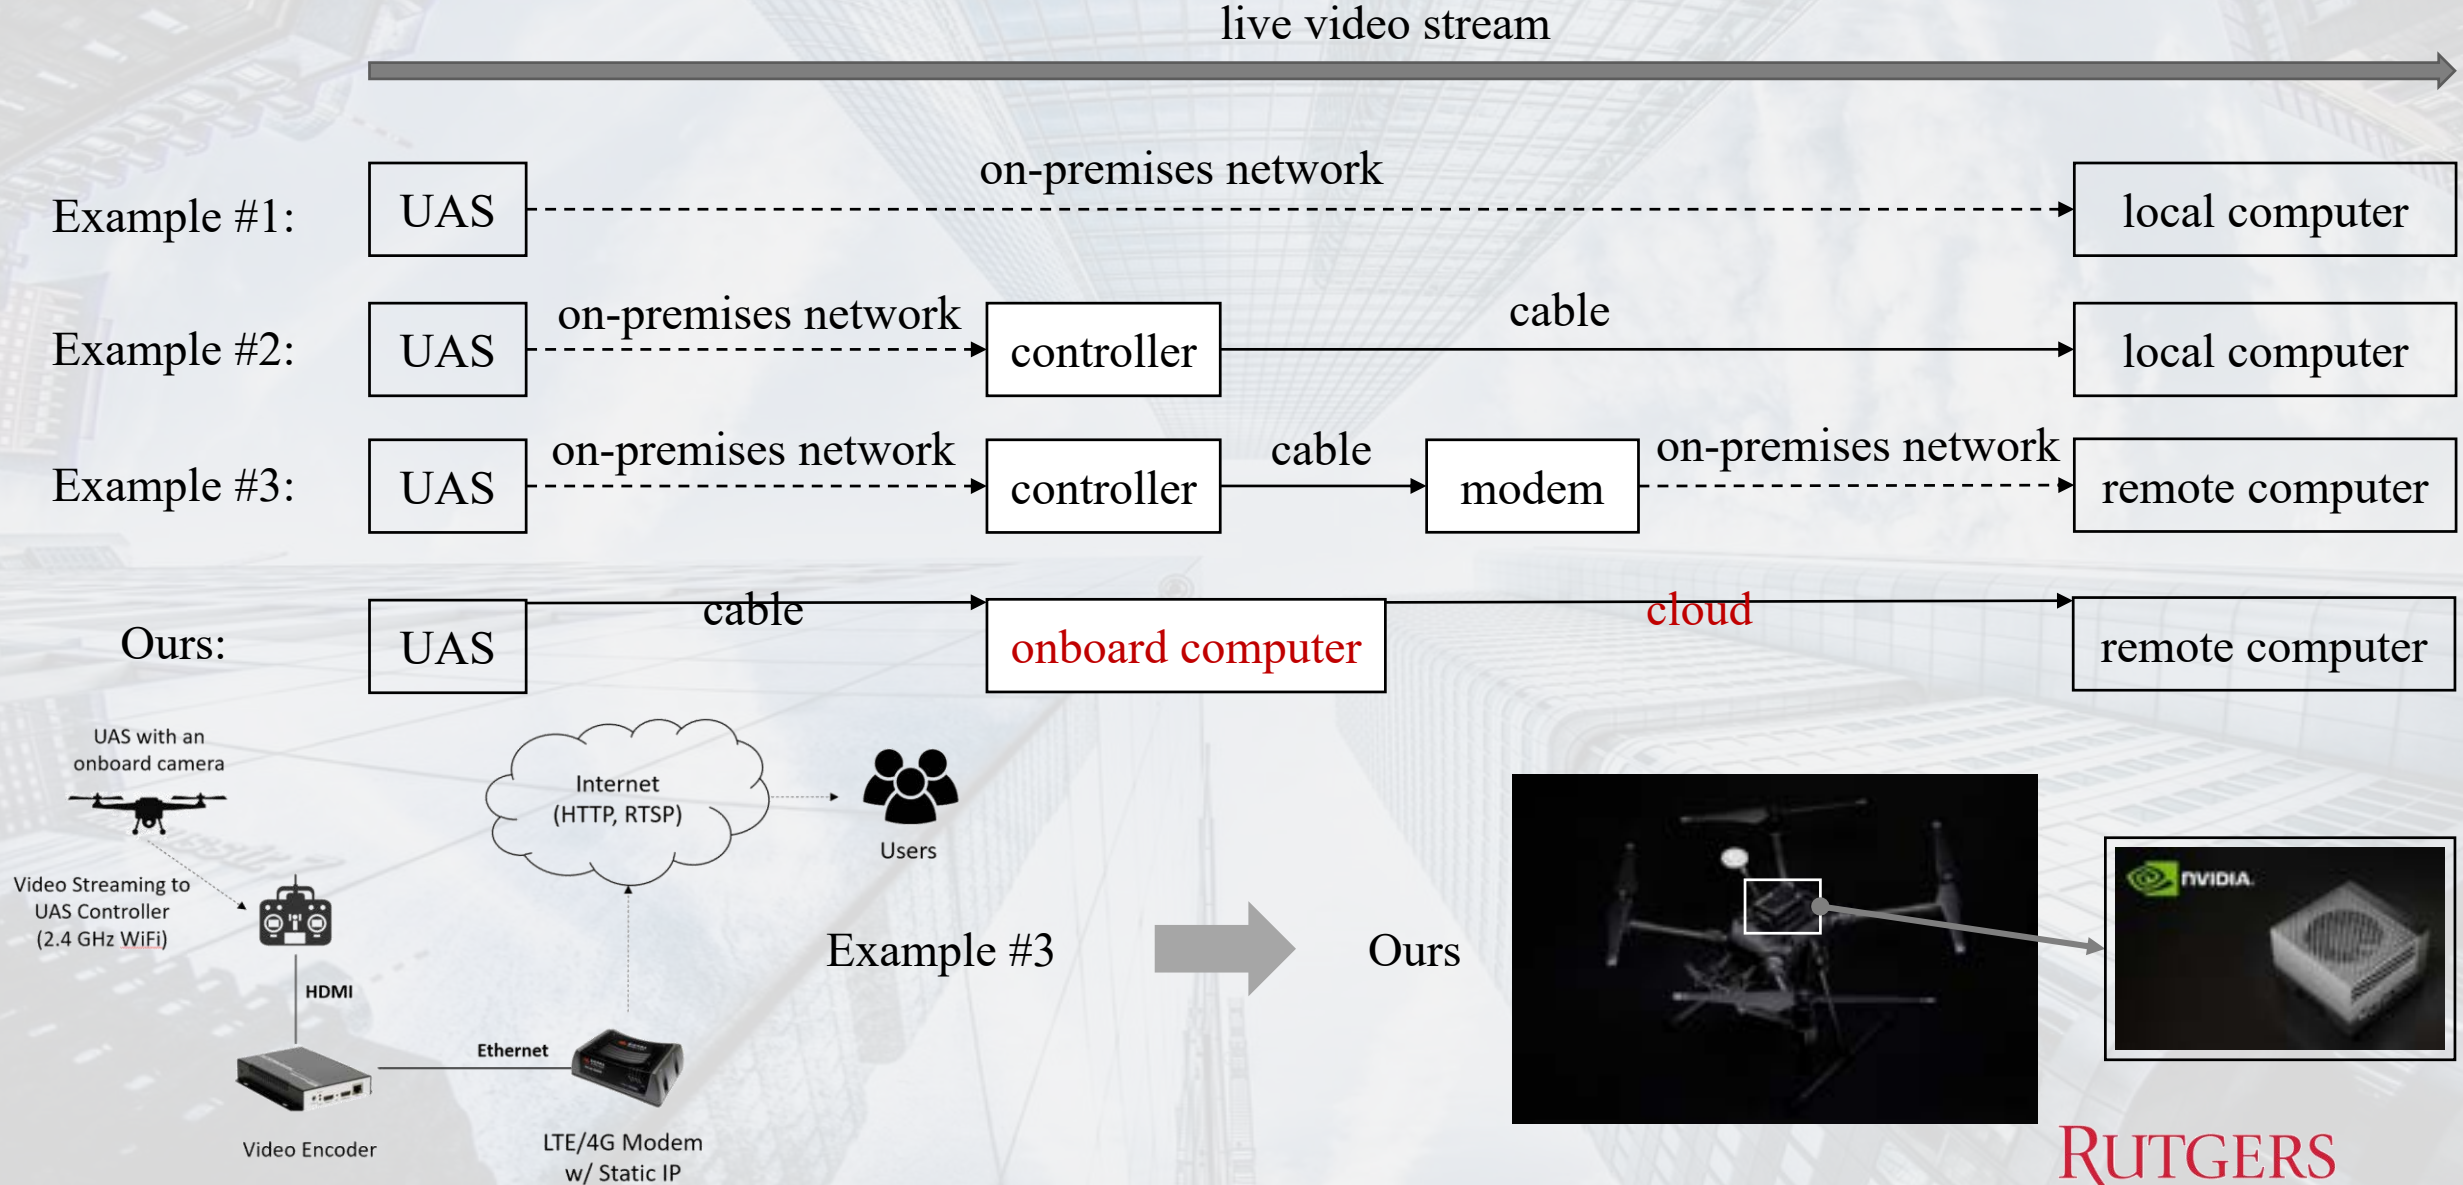 live video stream
Example #1:
UAS
on-premises network
local computer
Example #2:
UAS
on-premises network
controller
cable
local computer
Example #3:
UAS
on-premises network
controller
cable
modem
on-premises network
remote computer
Ours:
UAS
cable
onboard computer
cloud
remote computer
UAS with an
onboard camera
Video Streaming to
UAS Controller
(2.4 GHz WiFi)
HDMI
Video Encoder
Ethernet
LTE/4G Modem
w/ Static IP
Internet
(HTTP, RTSP)
Users
Example #3
Ours
NVIDIA.
RUTGERS